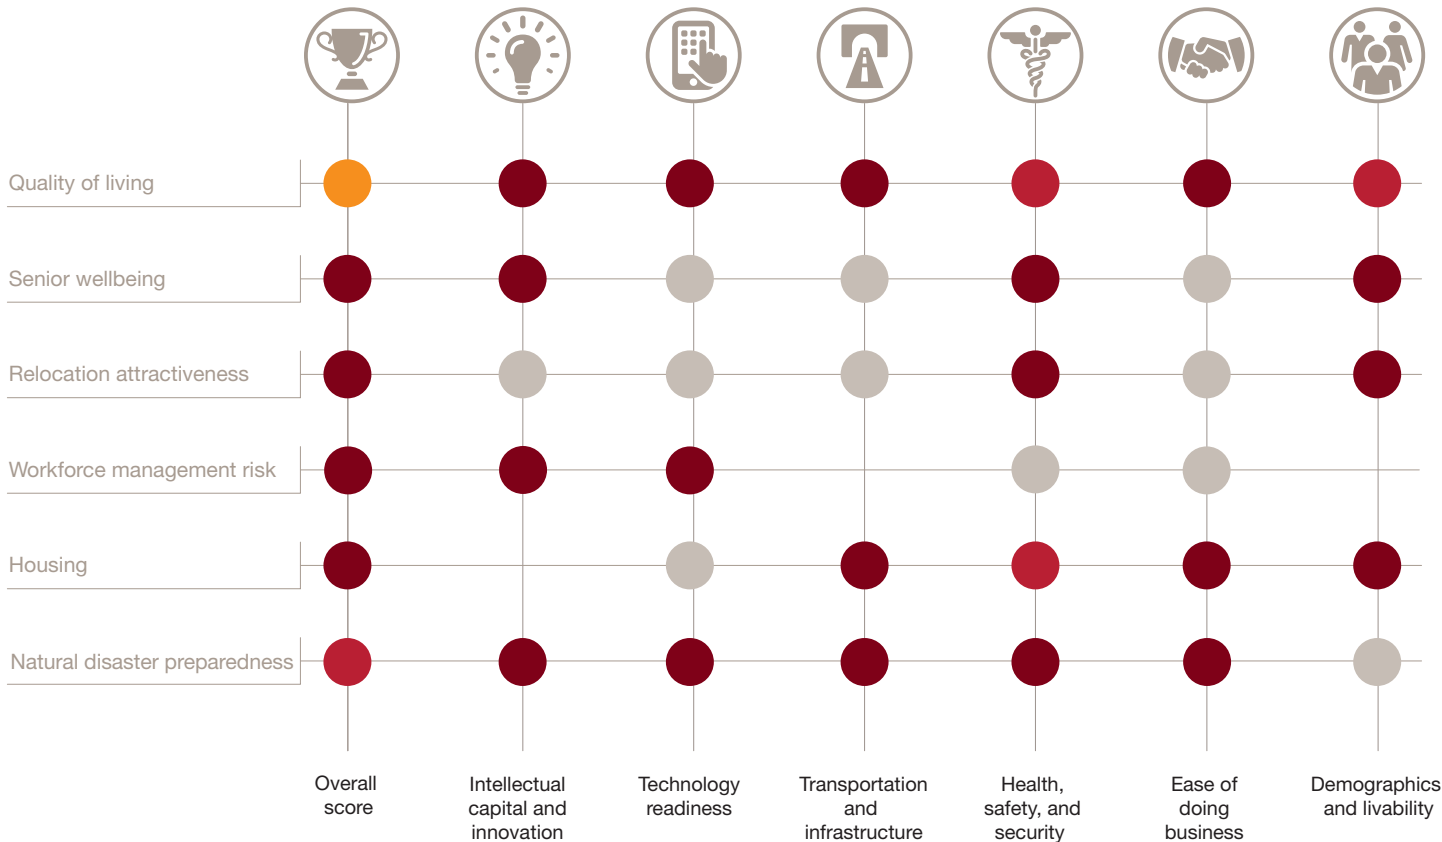 Quality of living
Senior wellbeing
Relocation attractiveness
Workforce management risk
Housing
Natural disaster preparedness
Overall
score
Intellectual
capital and
innovation
Technology
readiness
Transportation
and
infrastructure
Health,
safety, and
security
Ease of
doing
business
Demographics
and livability